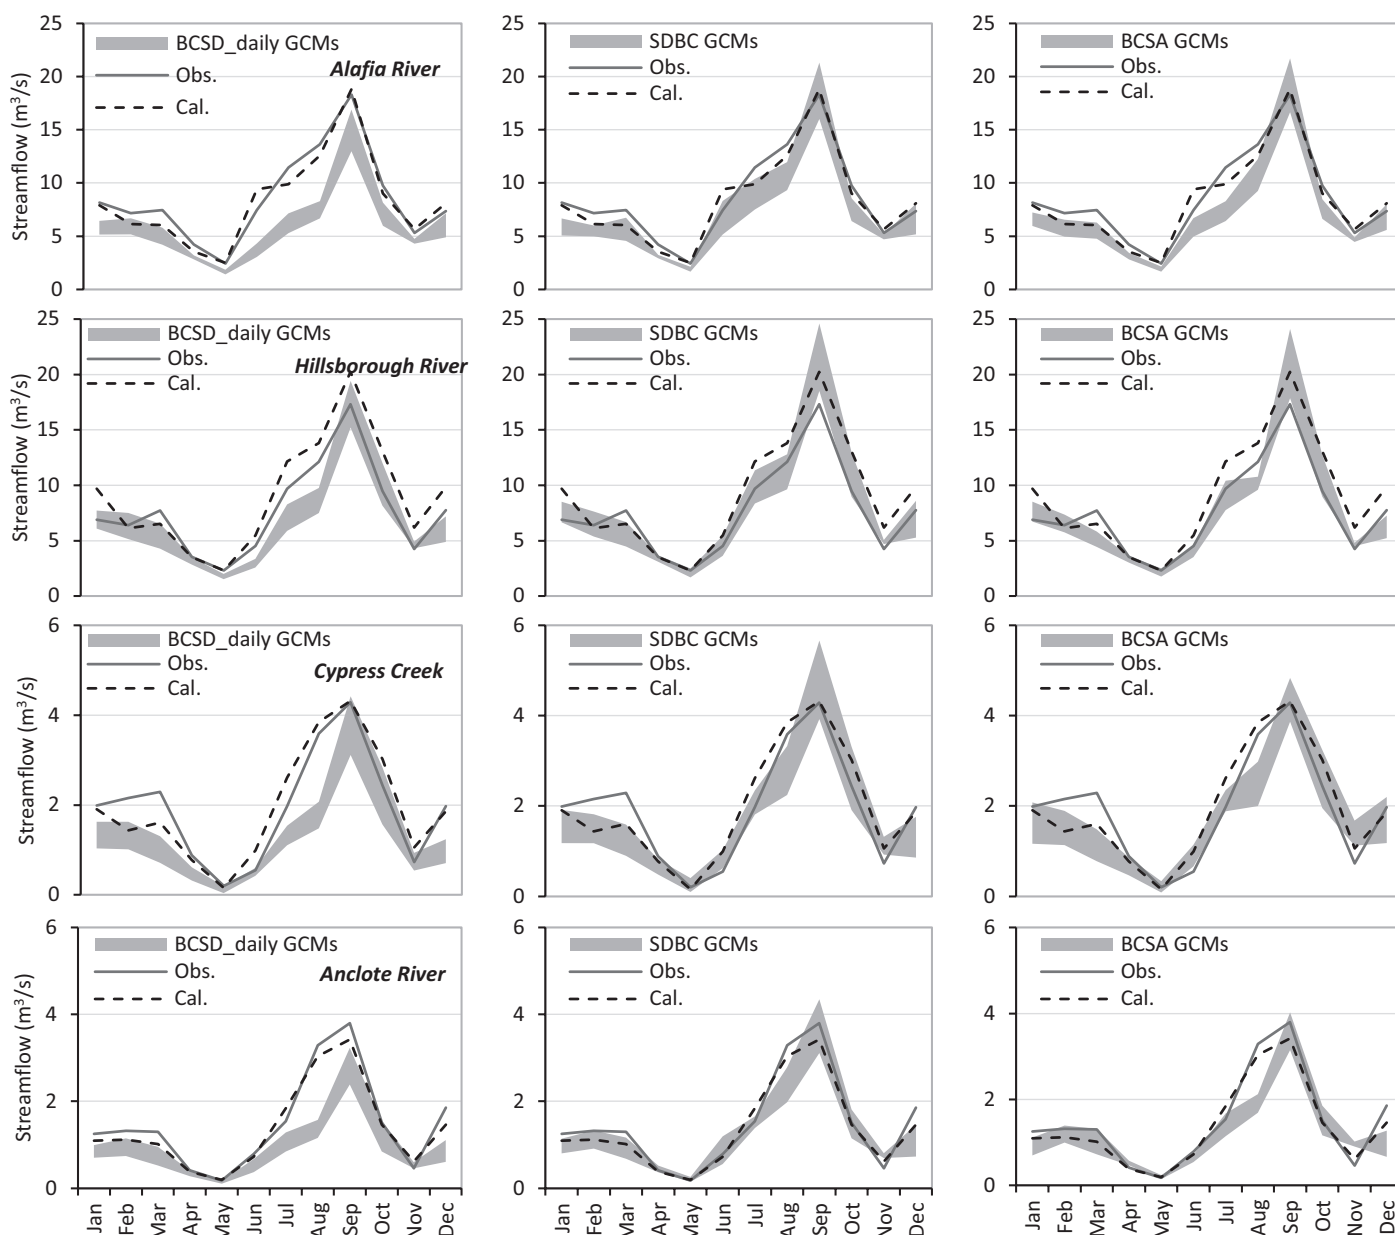 25 20 15 10 5 0
Streamflow (m³/s)
BCSD_daily GCMs
Obs.
Cal.
Alafia River
25 20 15 10 5 0
SDBC GCMs
Obs.
Cal.
25 20 15 10 5 0
BCSA GCMs
Obs.
Cal.
25 20 15 10 5 0
Streamflow (m³/s)
BCSD_daily GCMs
Obs.
Cal.
Hillsborough River
25 20 15 10 5 0
SDBC GCMs
Obs.
Cal.
25 20 15 10 5 0
BCSA GCMs
Obs.
Cal.
6 4 2 0
Streamflow (m³/s)
BCSD_daily GCMs
Obs.
Cal.
Cypress Creek
6 4 2 0
SDBC GCMs
Obs.
Cal.
6 4 2 0
BCSA GCMs
Obs.
Cal.
6 4 2 0
Streamflow (m³/s)
BCSD_daily GCMs
Obs.
Cal.
Anclote River
Jan Feb Mar Apr May Jun Jul Aug Sep Oct Nov Dec
6 4 2 0
SDBC GCMs
Obs.
Cal.
Jan Feb Mar Apr May Jun Jul Aug Sep Oct Nov Dec
6 4 2 0
BCSA GCMs
Obs.
Cal.
Jan Feb Mar Apr May Jun Jul Aug Sep Oct Nov Dec